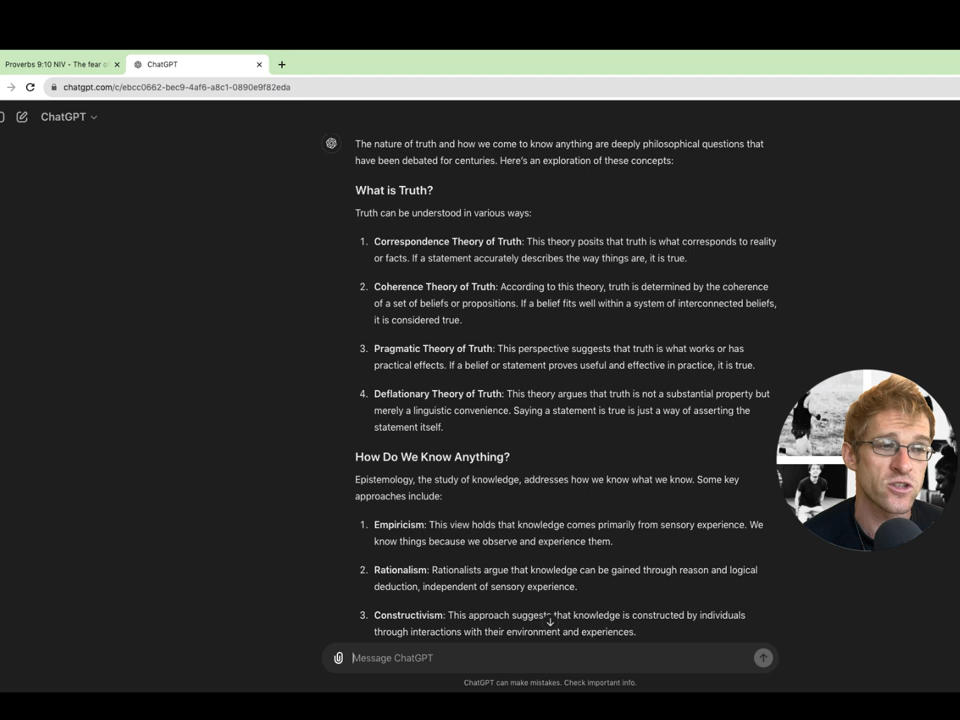 Proverbs 9:10 NIV - The fear o
ChatGPT
chatgpt.com/c/ebcc0662-bec9-4af6-a8c1-0890e9f82eda
ChatGPT
The nature of truth and how we come to know anything are deeply philosophical questions that
have been debated for centuries. Here's an exploration of these concepts:
What is Truth?
Truth can be understood in various ways:
1. Correspondence Theory of Truth: This theory posits that truth is what corresponds to reality
or facts. If a statement accurately describes the way things are, it is true.
2. Coherence Theory of Truth: According to this theory, truth is determined by the coherence
of a set of beliefs or propositions. If a belief fits well within a system of interconnected beliefs,
it is considered true.
3. Pragmatic Theory of Truth: This perspective suggests that truth is what works or has
practical effects. If a belief or statement proves useful and effective in practice, it is true.
4. Deflationary Theory of Truth: This theory argues that truth is not a substantial property but
merely a linguistic convenience. Saying a statement is true is just a way of asserting the
statement itself.
How Do We Know Anything?
Epistemology, the study of knowledge, addresses how we know what we know. Some key
approaches include:
1. Empiricism: This view holds that knowledge comes primarily from sensory experience. We
know things because we observe and experience them.
2. Rationalism: Rationalists argue that knowledge can be gained through reason and logical
deduction, independent of sensory experience.
3. Constructivism: This approach suggests that knowledge is constructed by individuals
through interactions with their environment and experiences.
Message ChatGPT
ChatGPT can make mistakes. Check important info.